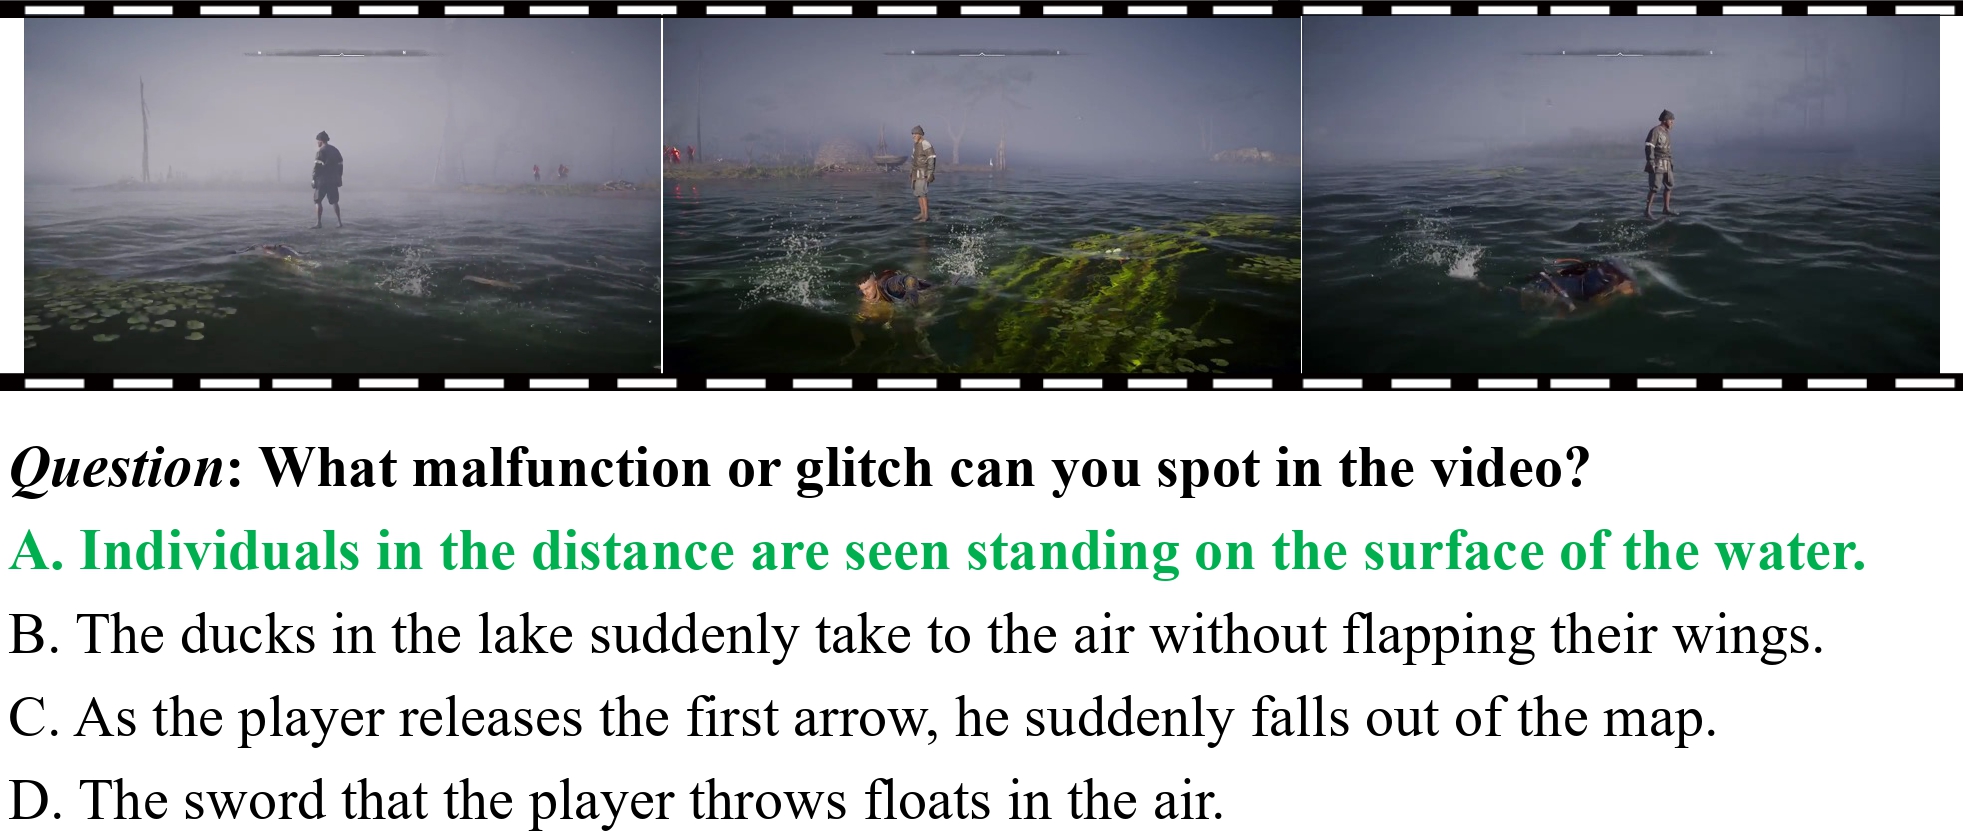 Question: What malfunction or glitch can you spot in the video?
A. Individuals in the distance are seen standing on the surface of the water.
B. The ducks in the lake suddenly take to the air without flapping their wings.
C. As the player releases the first arrow, he suddenly falls out of the map.
D. The sword that the player throws floats in the air.